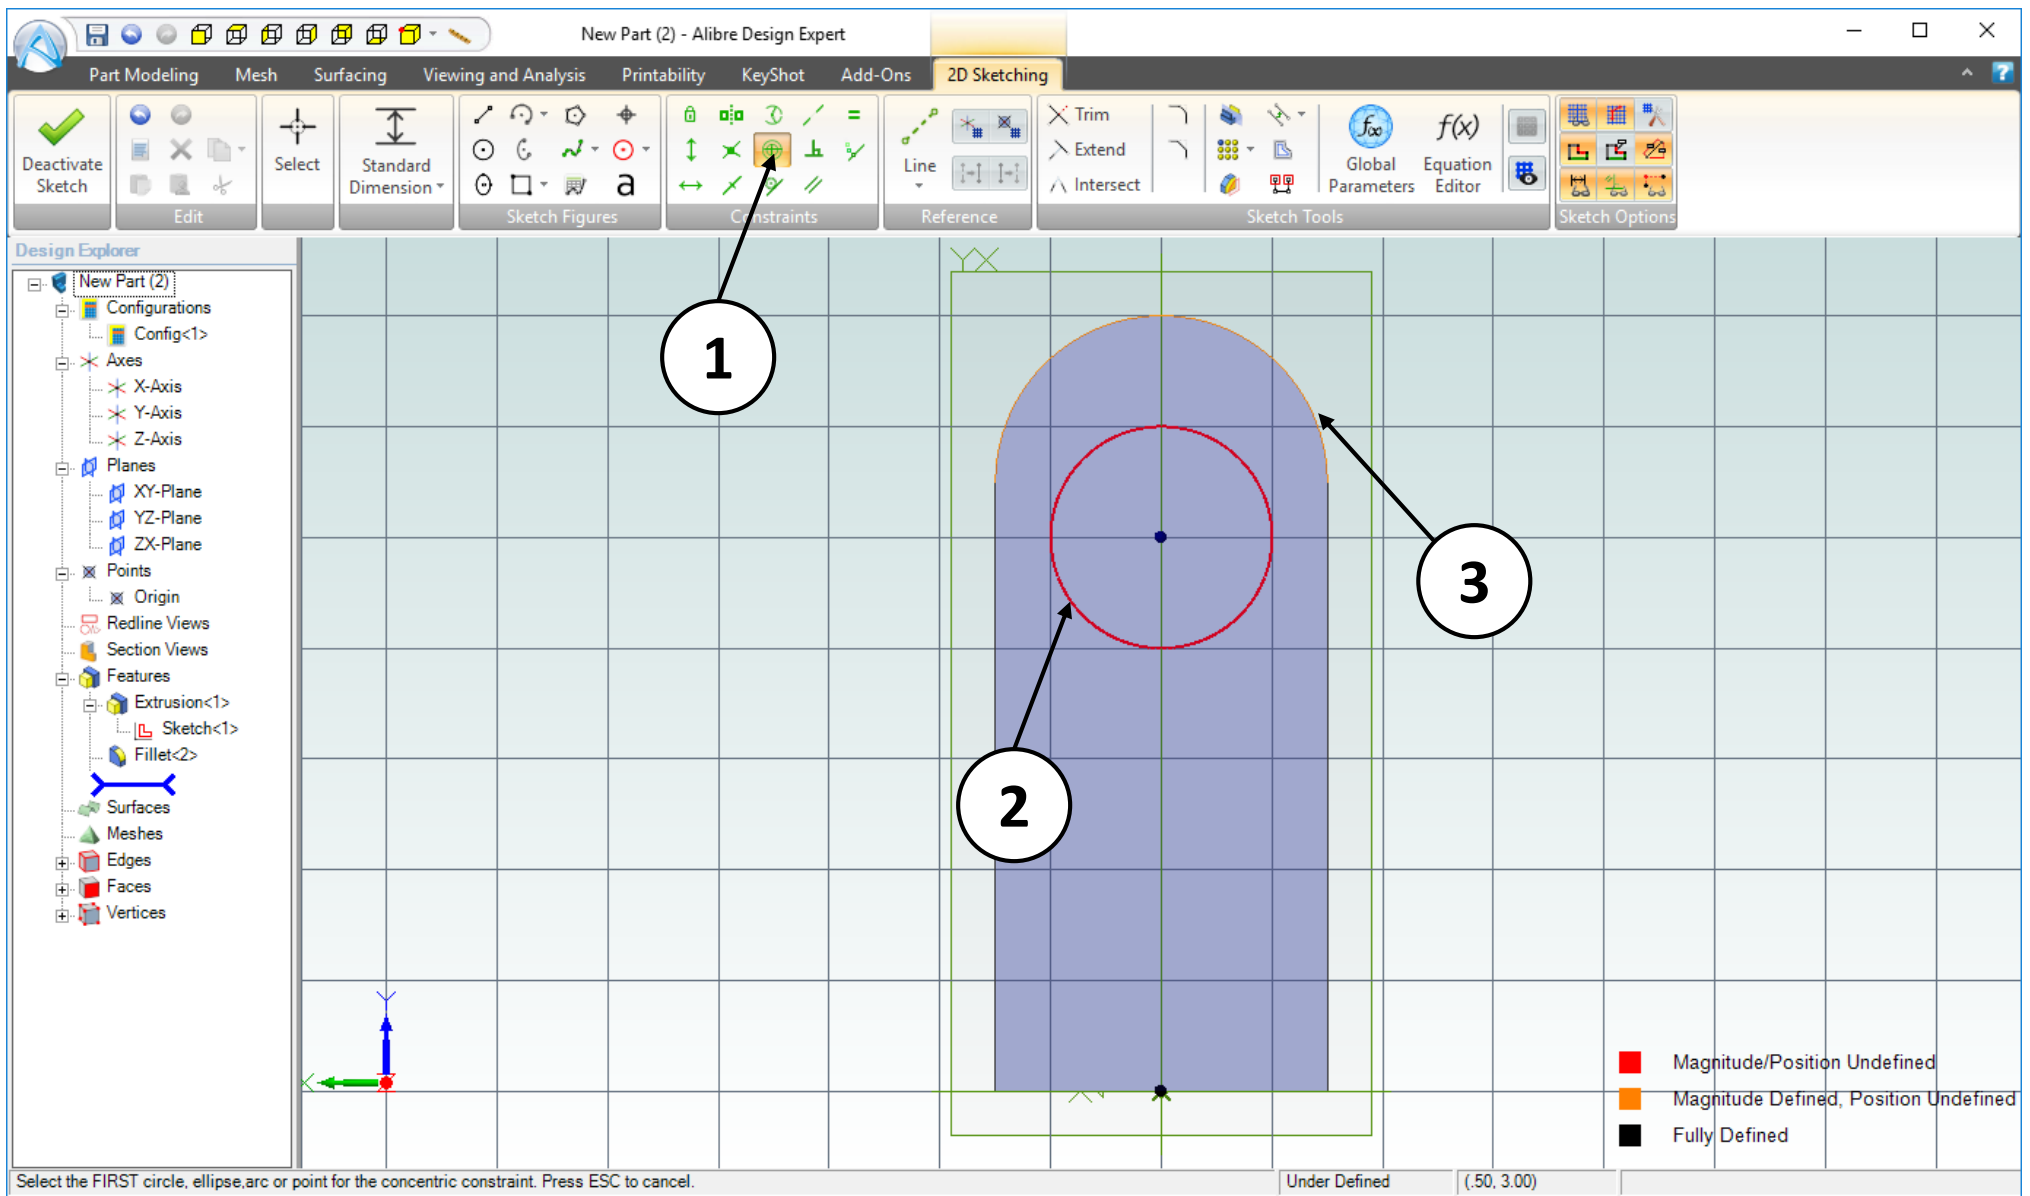 New Part (2) - Alibre Design Expert
Part Modeling Mesh Surfacing Viewing and Analysis Printability KeyShot Add-Ons 2D Sketching
Deactivate Sketch
Edit
Select
Standard Dimension
a
Sketch Figures
Constraints
Line
Reference
Trim
Extend
Intersect
f∞
Global Parameters
f(x)
Equation Editor
Sketch Tools
Sketch Options
Design Explorer
New Part (2)
Configurations
Config<1>
Axes
X-Axis
Y-Axis
Z-Axis
Planes
XY-Plane
YZ-Plane
ZX-Plane
Points
Origin
Redline Views
Section Views
Features
Extrusion<1>
Sketch<1>
Fillet<2>
Surfaces
Meshes
Edges
Faces
Vertices
YX
1
3
2
Y
X
Magnitude/Position Undefined
Magnitude Defined, Position Undefined
Fully Defined
Select the FIRST circle, ellipse,arc or point for the concentric constraint. Press ESC to cancel.
Under Defined
(.50, 3.00)